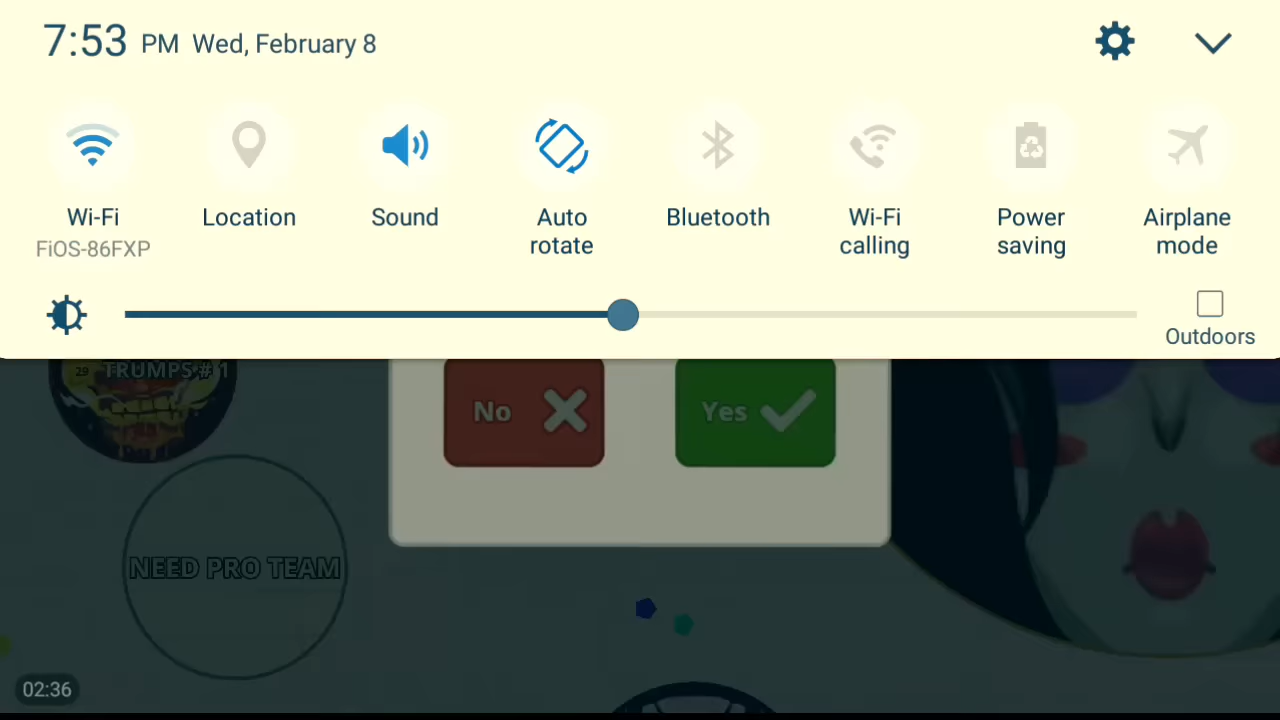 7:53 PM Wed, February 8
Wi-Fi
FiOS-86FXP
Location
Sound
Auto
rotate
Bluetooth
Wi-Fi
calling
Power
saving
Airplane
mode
Outdoors
29 TRUMPS # 1
No
Yes
NEED PRO TEAM
02:36